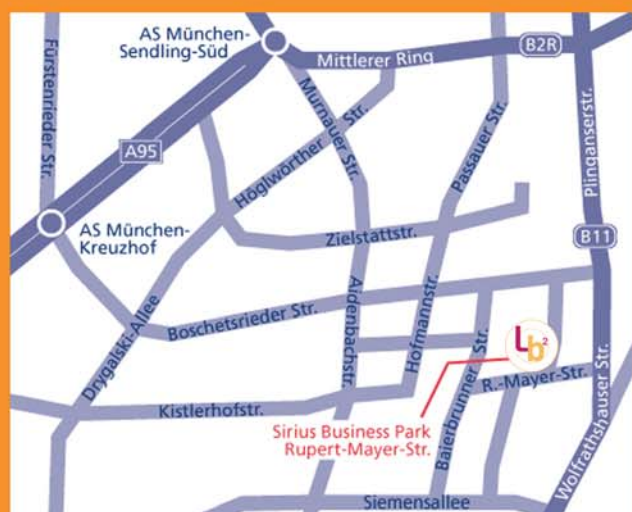 AS München-
Sendling-Süd
B2R
Mittlerer Ring
Fürstenrieder Str.
Murnauer Str.
Höglwörther Str.
Passauer Str.
Plinganserstr.
A95
AS München-
Kreuzhof
Zielstattstr.
B11
Drygalski-Allee
Boschetsrieder Str.
Aidenbachstr.
Hofmannstr.
Baierbrunner Str.
Lb²
R.-Mayer-Str.
Wolfrathshauser Str.
Kistlerhofstr.
Sirius Business Park
Rupert-Mayer-Str.
Siemensallee